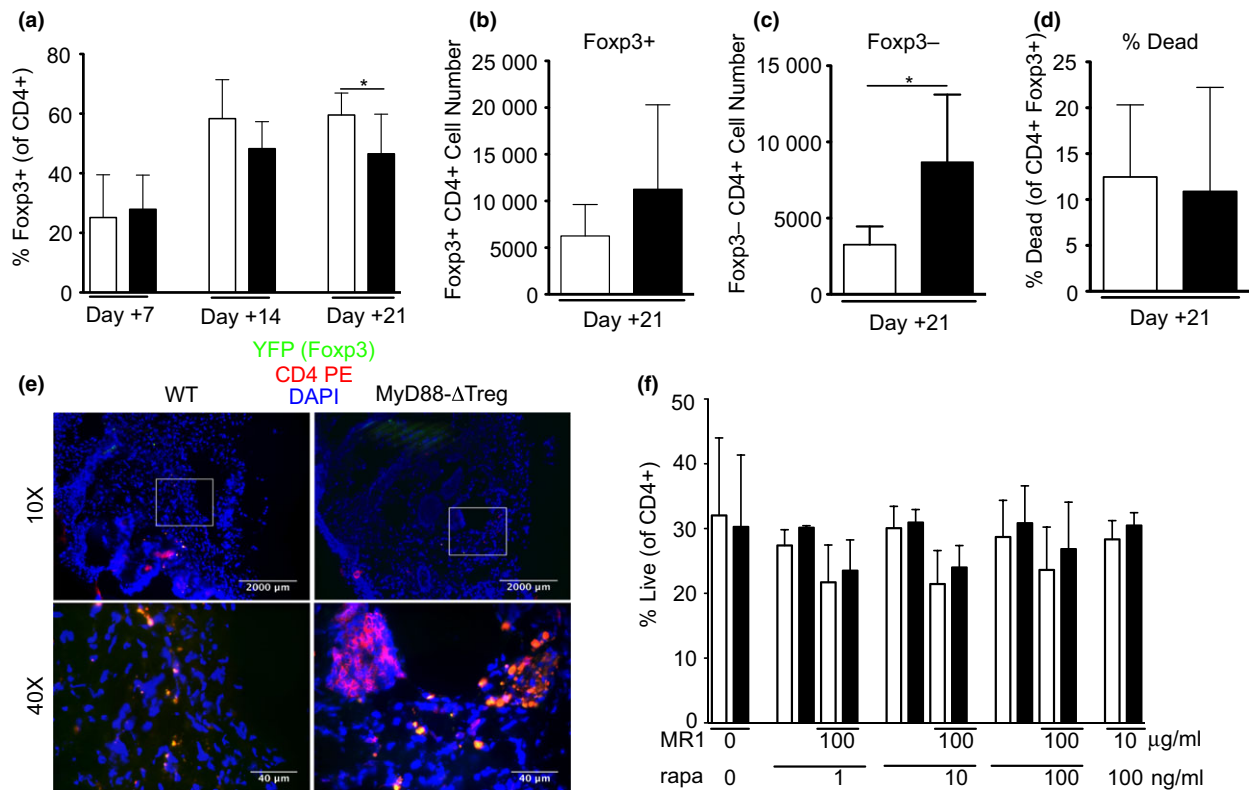 (a)
% Foxp3+ (of CD4+)
80
60
40
20
0
*
Day +7 Day +14 Day +21
(b)
Foxp3+
Foxp3+ CD4+ Cell Number
25 000
20 000
15 000
10 000
5000
0
Day +21
(c)
Foxp3–
Foxp3– CD4+ Cell Number
15 000
10 000
5000
0
*
Day +21
(d)
% Dead
% Dead (of CD4+ Foxp3+)
25
20
15
10
5
0
Day +21
(e)
YFP (Foxp3)
CD4 PE
DAPI
WT MyD88-ΔTreg
10X
2000 µm 2000 µm
40X
40 µm 40 µm
(f)
% Live (of CD4+)
50
40
30
20
10
0
MR1 0 100 100 100 10 µg/ml
rapa 0 1 10 100 100 ng/ml